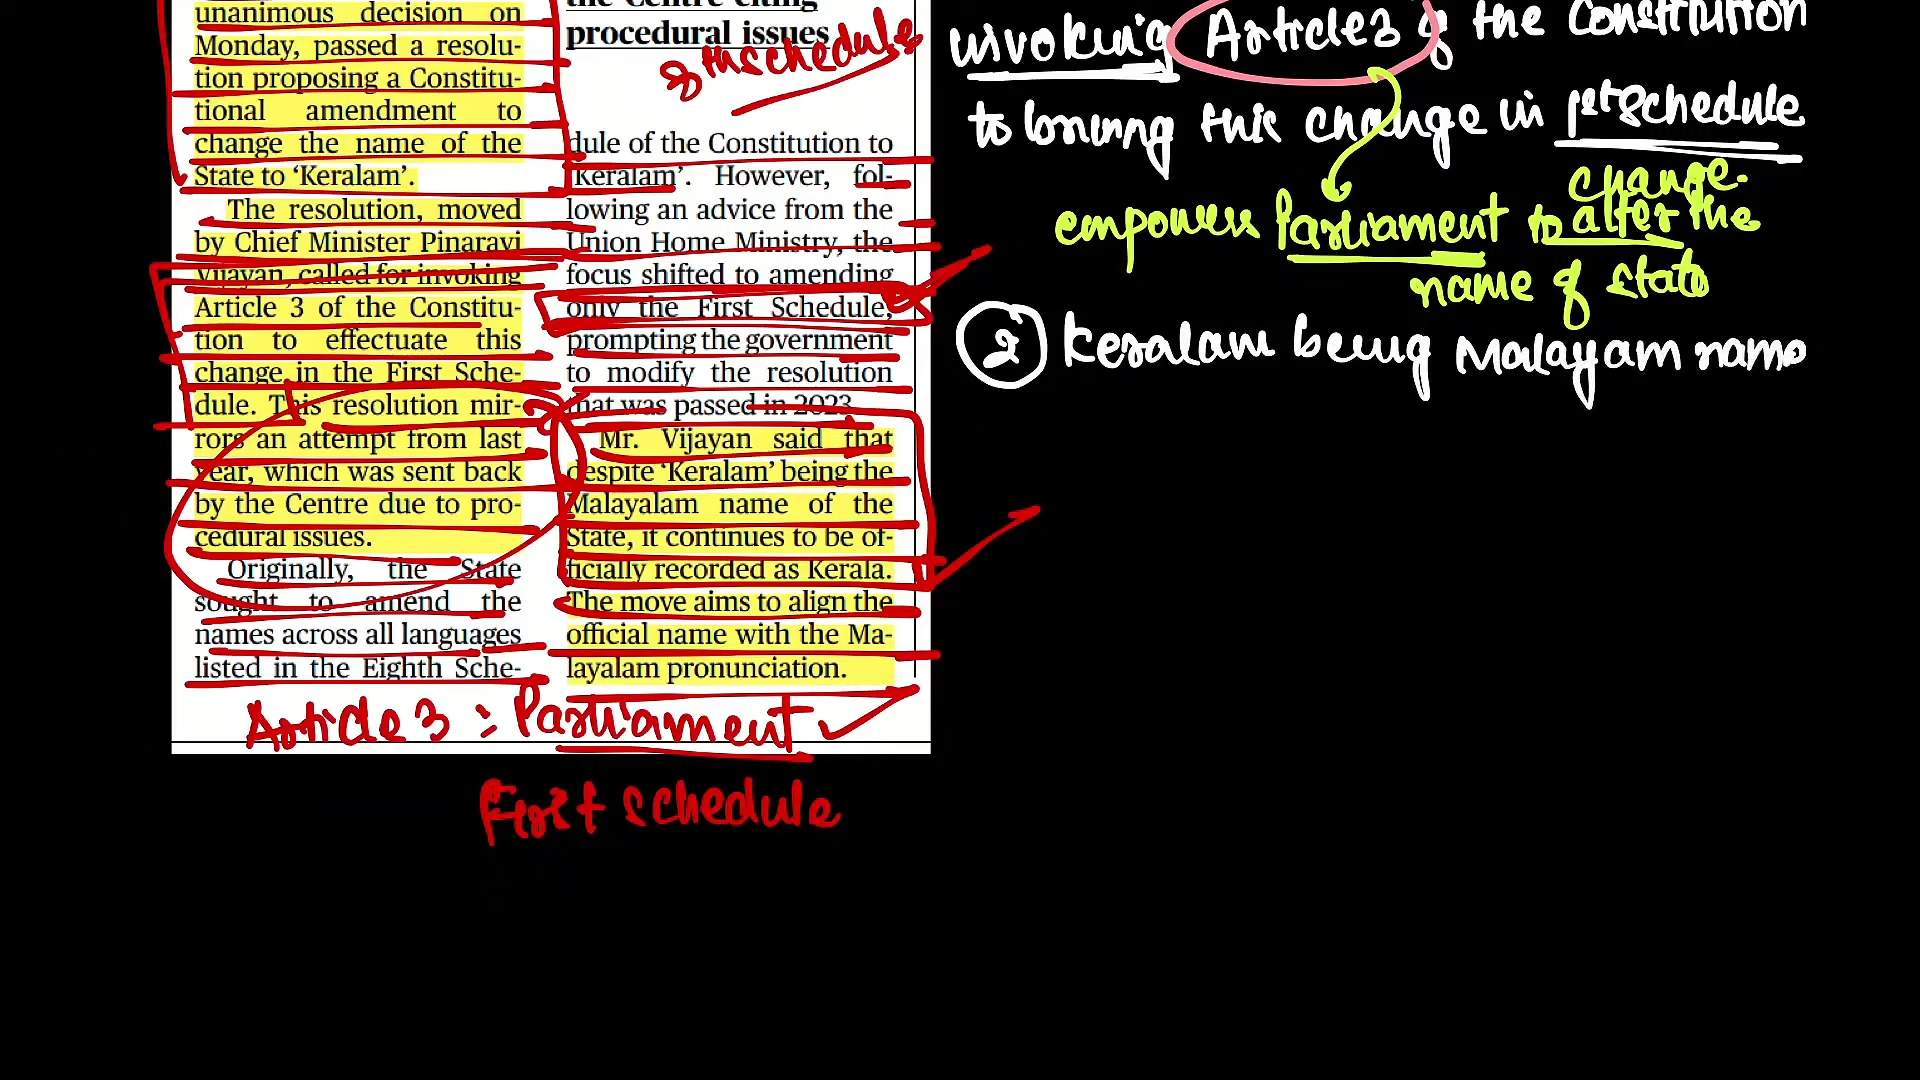 unanimous decision on
Monday, passed a resolu-
tion proposing a Constitu-
tional amendment to
change the name of the
State to ‘Keralam’.
The resolution, moved
by Chief Minister Pinarayi
Vijayan, called for invoking
Article 3 of the Constitu-
tion to effectuate this
change in the First Sche-
dule. This resolution mir-
rors an attempt from last
year, which was sent back
by the Centre due to pro-
cedural issues.
Originally, the State
sought to amend the
names across all languages
listed in the Eighth Sche-
the Centre citing
procedural issues
8th schedule
dule of the Constitution to
‘Keralam’. However, fol-
lowing an advice from the
Union Home Ministry, the
focus shifted to amending
only the First Schedule,
prompting the government
to modify the resolution
that was passed in 2023.
Mr. Vijayan said that
despite ‘Keralam’ being the
Malayalam name of the
State, it continues to be of-
ficially recorded as Kerala.
The move aims to align the
official name with the Ma-
layalam pronunciation.
Article 3 : Parliament
First schedule
invoking Article 3 of the Constitution
to bring this change in 1st Schedule
change.
empowers Parliament to alter the
name of state
2 Keralam being Malayam name